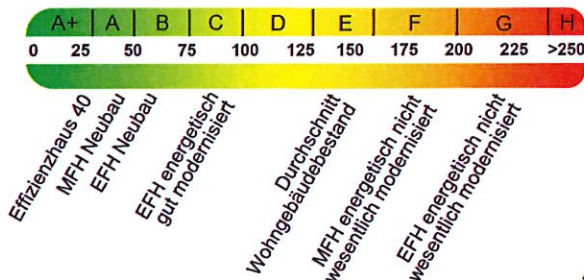 A+ A B C D E F G H
0 25 50 75 100 125 150 175 200 225 >250
Effizienzhaus 40
MFH Neubau
EFH Neubau
EFH energetisch
gut modernisiert
Durchschnitt
Wohngebäudebestand
MFH energetisch nicht
wesentlich modernisiert
EFH energetisch nicht
wesentlich modernisiert